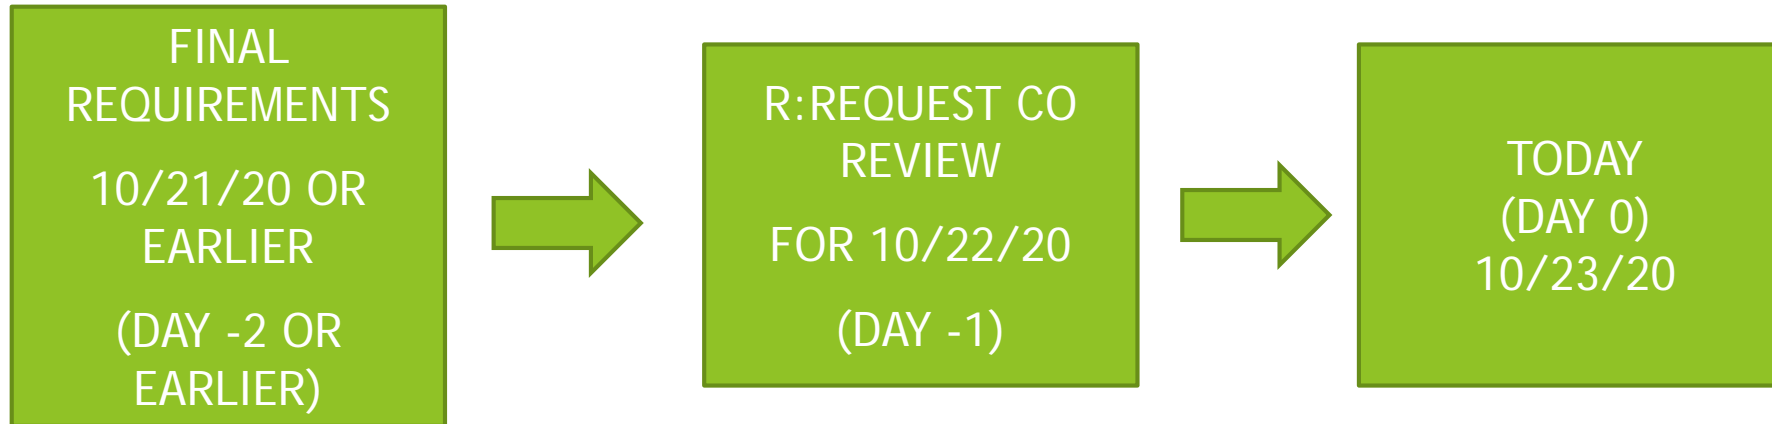 FINAL
REQUIREMENTS
10/21/20 OR
EARLIER
(DAY -2 OR
EARLIER)
R:REQUEST CO
REVIEW
FOR 10/22/20
(DAY -1)
TODAY
(DAY 0)
10/23/20